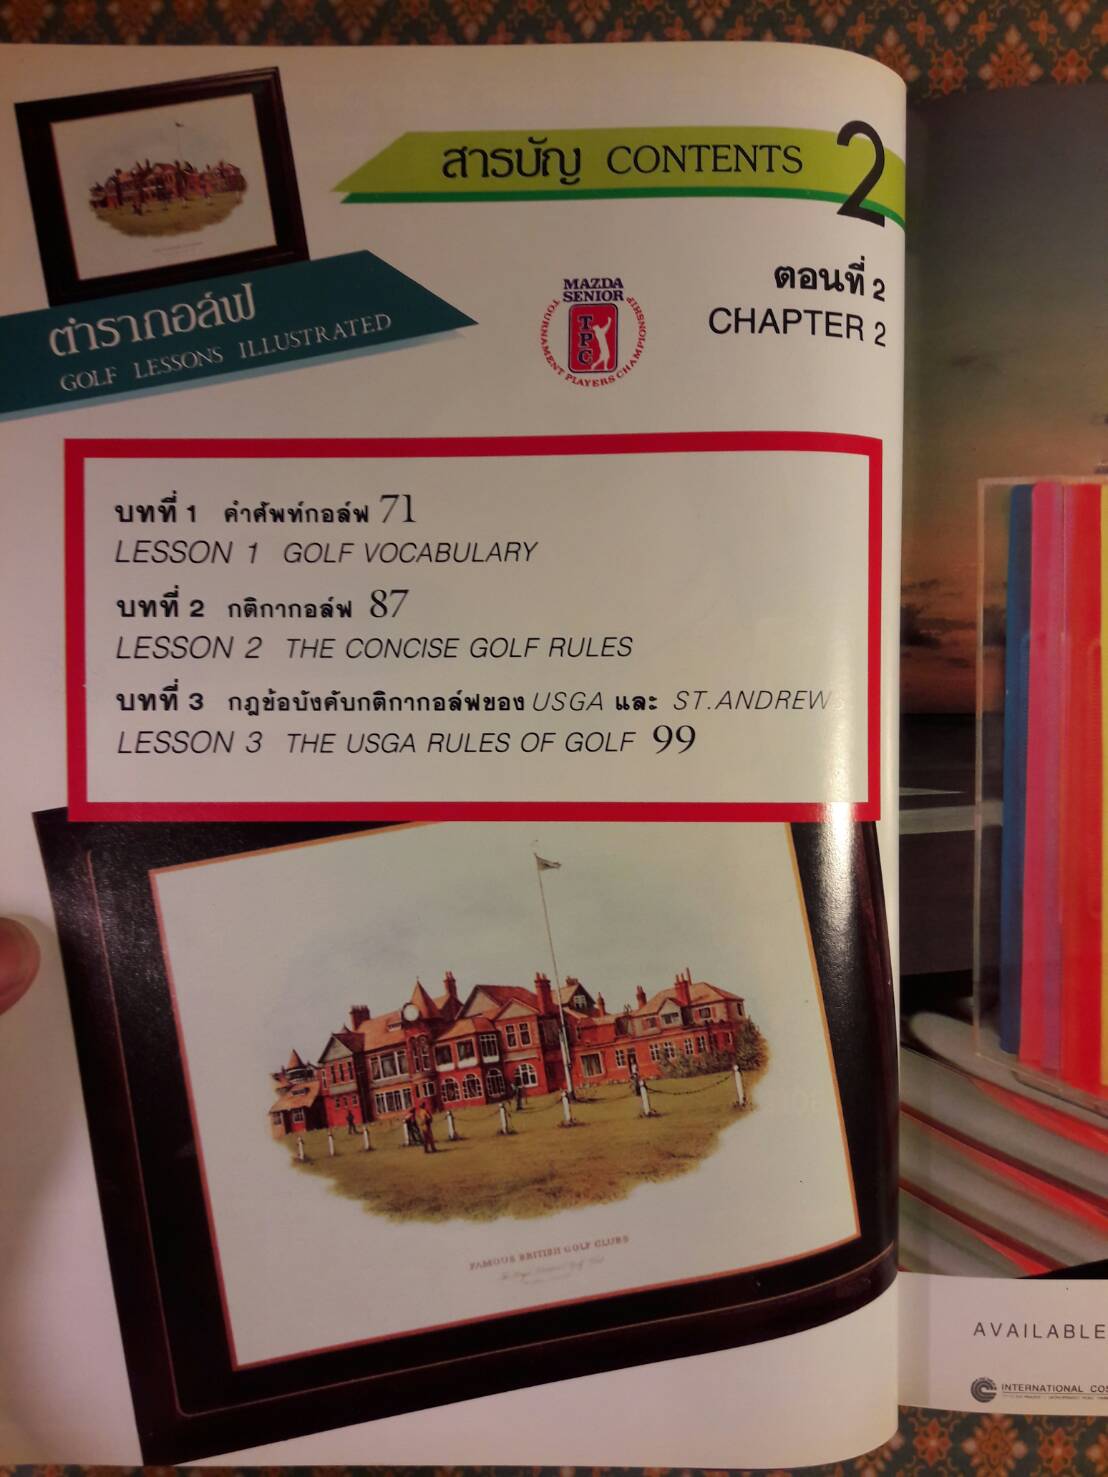 สารบัญ CONTENTS 2
ตอนที่ 2
CHAPTER 2
ตำรากอล์ฟ
GOLF LESSONS ILLUSTRATED
MAZDA
SENIOR
TPC
TOURNAMENT PLAYERS CHAMPIONSHIP
บทที่ 1 คำศัพท์กอล์ฟ 71
LESSON 1 GOLF VOCABULARY
บทที่ 2 กติกากอล์ฟ 87
LESSON 2 THE CONCISE GOLF RULES
บทที่ 3 กฎข้อบังคับกติกากอล์ฟของ USGA และ ST.ANDREWS
LESSON 3 THE USGA RULES OF GOLF 99
FAMOUS BRITISH GOLF CLUBS
AVAILABLE
INTERNATIONAL COS